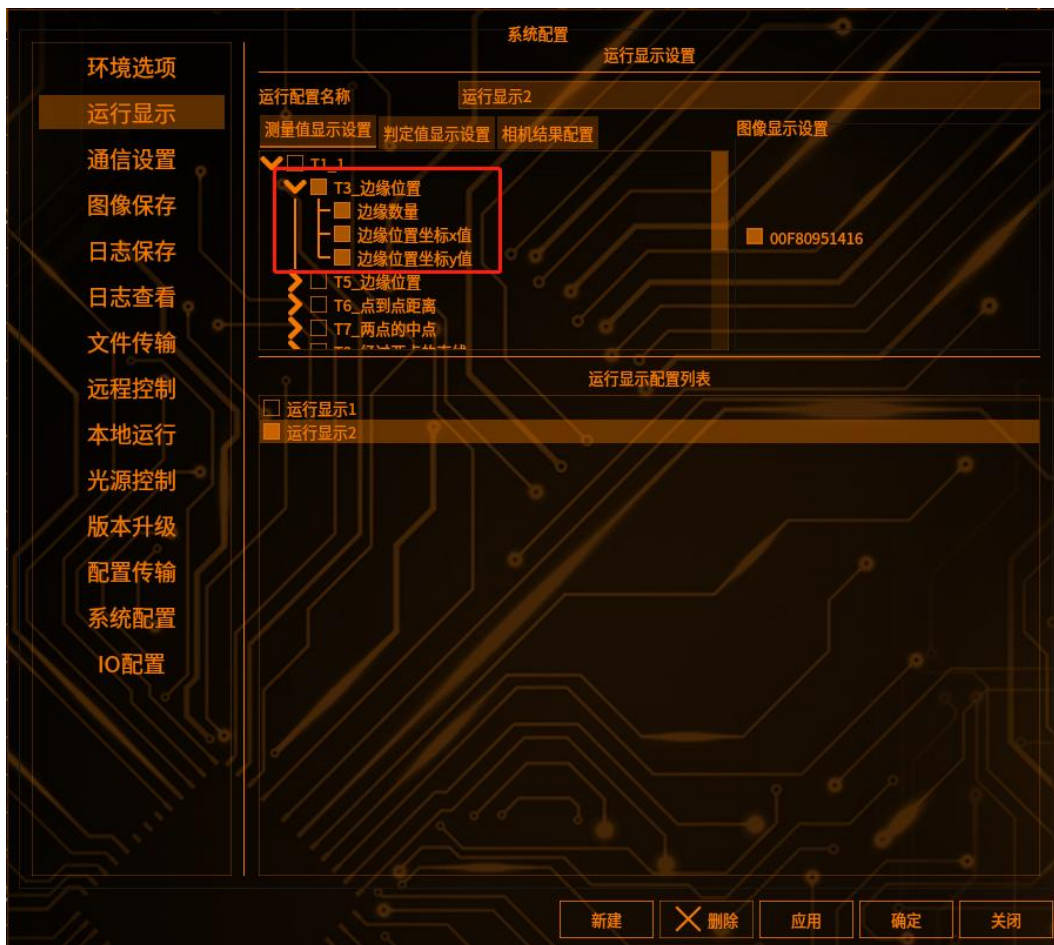 系统配置
运行显示设置
环境选项
运行显示
通信设置
图像保存
日志保存
日志查看
文件传输
远程控制
本地运行
光源控制
版本升级
配置传输
系统配置
IO配置
运行配置名称 运行显示2
测量值显示设置 判定值显示设置 相机结果配置
图像显示设置
T1_1
T3_边缘位置
边缘数量
边缘位置坐标x值
边缘位置坐标y值
T5_边缘位置
T6_点到点距离
T7_两点的中点
00F80951416
运行显示配置列表
运行显示1
运行显示2
新建 删除 应用 确定 关闭